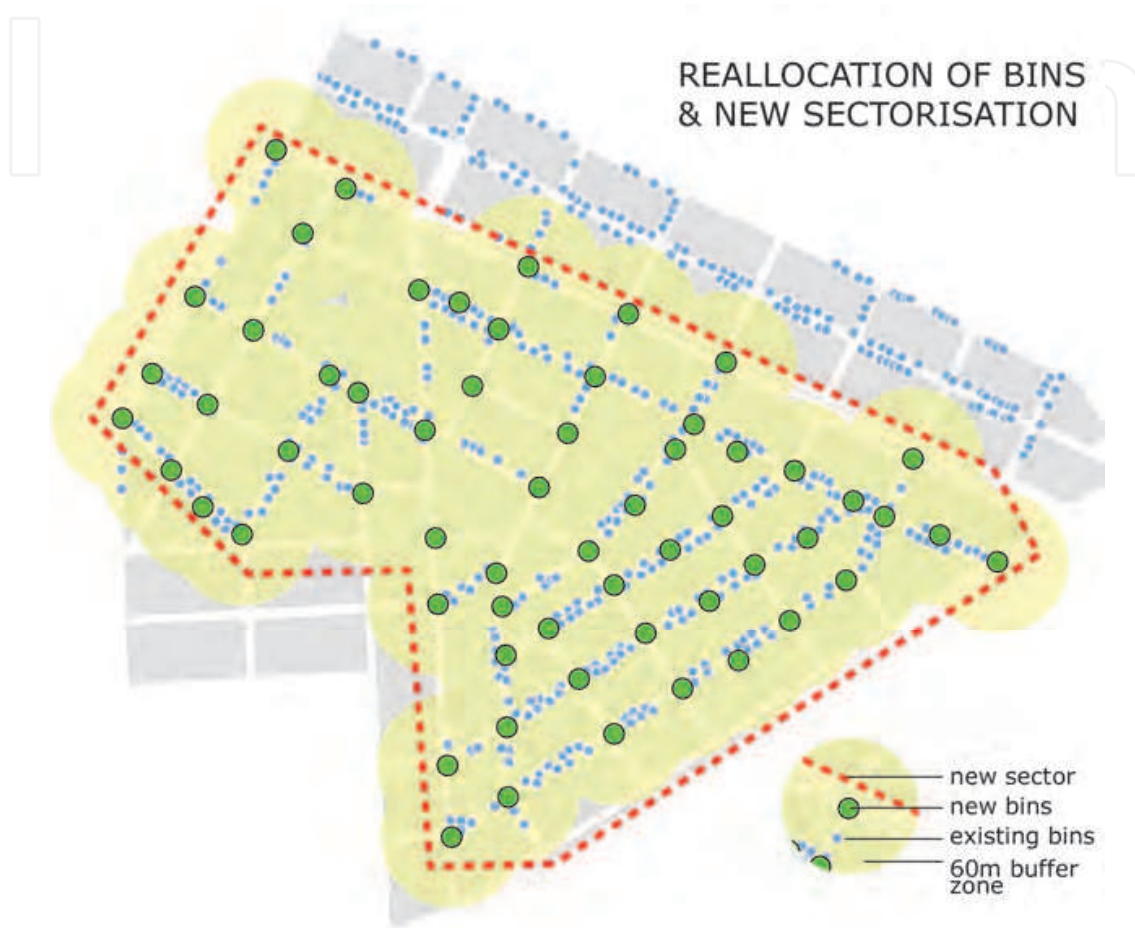 REALLOCATION OF BINS
& NEW SECTORISATION
new sector
new bins
existing bins
60m buffer
zone